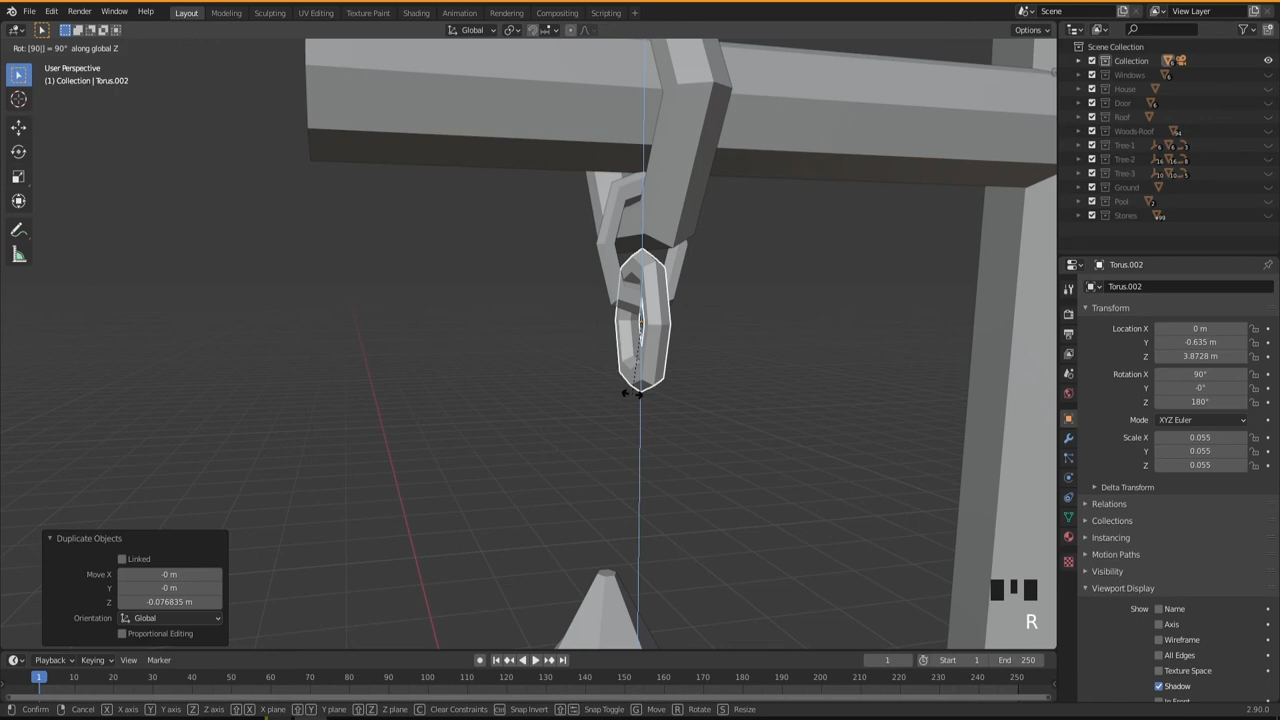 File Edit Render Window Help Layout Modeling Sculpting UV Editing Texture Paint Shading Animation Rendering Compositing Scripting + Scene View Layer
Global Options
Rot: [90|] = 90° along global Z
User Perspective
(1) Collection | Torus.002
Scene Collection
Collection
Windows
House
Door
Roof
Woods-Roof
Tree-1
Tree-2
Tree-3
Ground
Pool
Stones
Torus.002
Torus.002
Transform
Location X 0 m
Y -0.635 m
Z 3.8728 m
Rotation X 90°
Y -0°
Z 180°
Mode XYZ Euler
Scale X 0.055
Y 0.055
Z 0.055
Delta Transform
Relations
Collections
Instancing
Motion Paths
Visibility
Viewport Display
Show Name
Axis
Wireframe
All Edges
Texture Space
Shadow
Duplicate Objects
Linked
Move X -0 m
Y -0 m
Z -0.076835 m
Orientation Global
Proportional Editing
R
Playback Keying View Marker 1 Start 1 End 250
1 10 20 30 40 50 60 70 80 90 100 110 120 130 140 150 160 170 180 190 200 210 220 230 240 250
Confirm Cancel X X axis Y Y axis Z Z axis X X plane Y Y plane Z Z plane C Clear Constraints Ctrl Snap Invert Snap Toggle G Move R Rotate S Resize 2.90.0